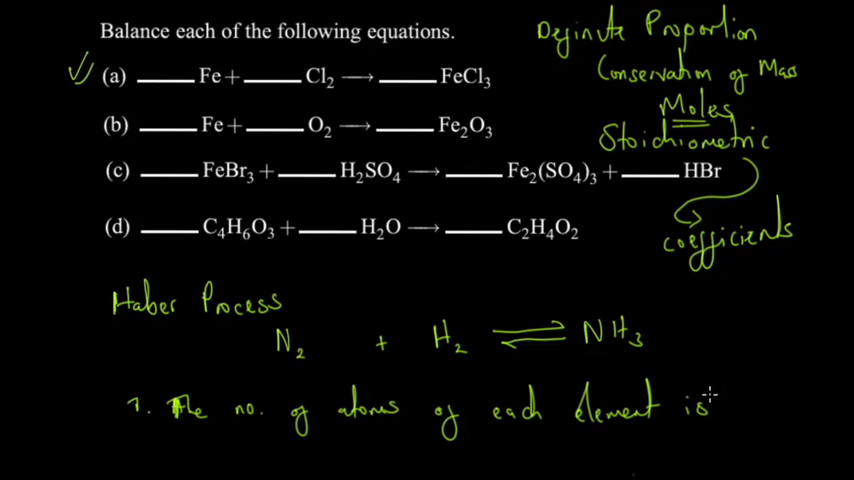 Balance each of the following equations.
Definite Proportion
(a) ____ Fe + ____ Cl₂ ⟶ ____ FeCl₃
Conservation of Mass
Moles
(b) ____ Fe + ____ O₂ ⟶ ____ Fe₂O₃
Stoichiometric
(c) ____ FeBr₃ + ____ H₂SO₄ ⟶ ____ Fe₂(SO₄)₃ + ____ HBr
(d) ____ C₄H₆O₃ + ____ H₂O ⟶ ____ C₂H₄O₂
coefficients
Haber Process
N₂ + H₂ ⇌ NH₃
1. The no. of atoms of each element is